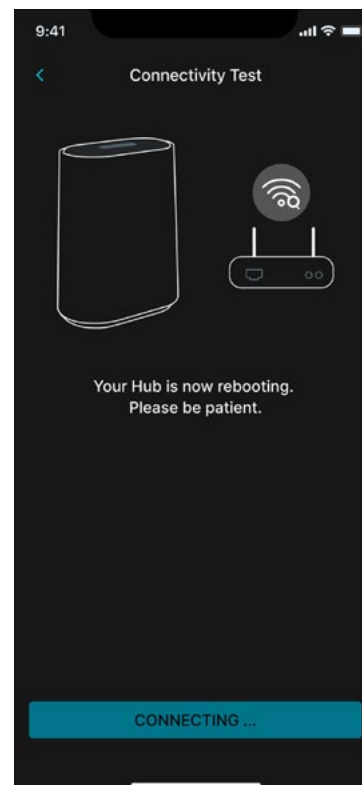 9:41
Connectivity Test
Your Hub is now rebooting.
Please be patient.
CONNECTING ...